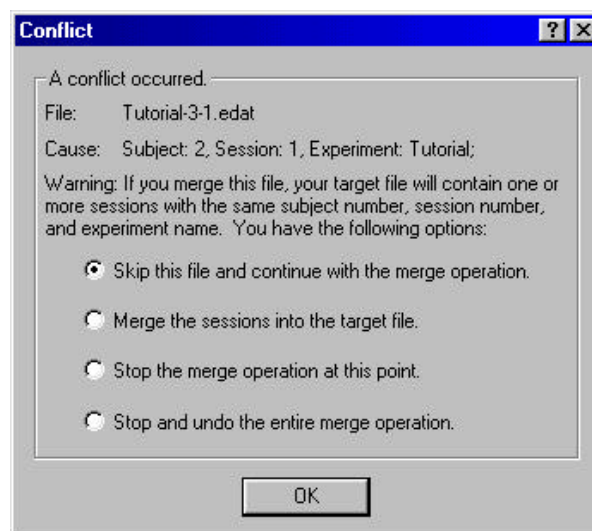 Conflict
A conflict occurred.
File: Tutorial-3-1.edat
Cause: Subject: 2, Session: 1, Experiment: Tutorial;
Warning: If you merge this file, your target file will contain one or
more sessions with the same subject number, session number,
and experiment name. You have the following options:
Skip this file and continue with the merge operation.
Merge the sessions into the target file.
Stop the merge operation at this point.
Stop and undo the entire merge operation.
OK